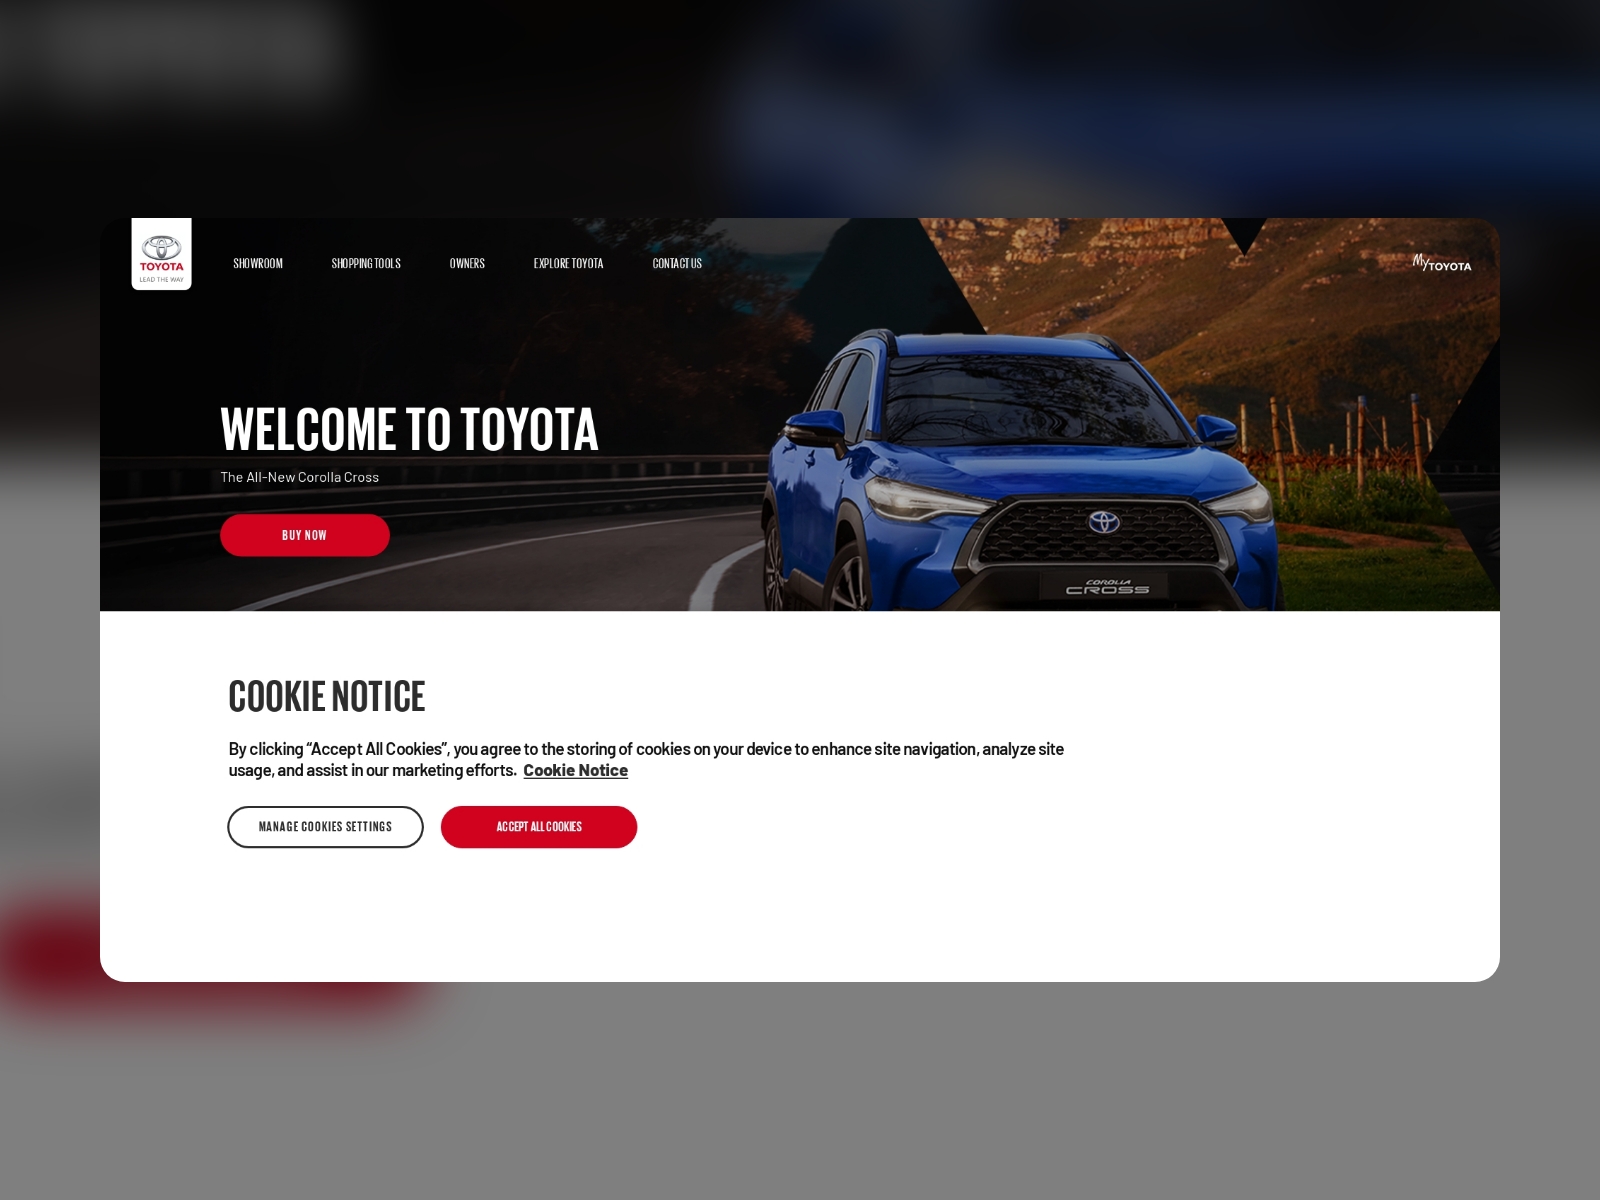 TOYOTA
LEAD THE WAY
SHOWROOM
SHOPPING TOOLS
OWNERS
EXPLORE TOYOTA
CONTACT US
My TOYOTA
WELCOME TO TOYOTA
The All-New Corolla Cross
BUY NOW
COROLLA
CROSS
COOKIE NOTICE
By clicking “Accept All Cookies”, you agree to the storing of cookies on your device to enhance site navigation, analyze site
usage, and assist in our marketing efforts. Cookie Notice
MANAGE COOKIES SETTINGS
ACCEPT ALL COOKIES